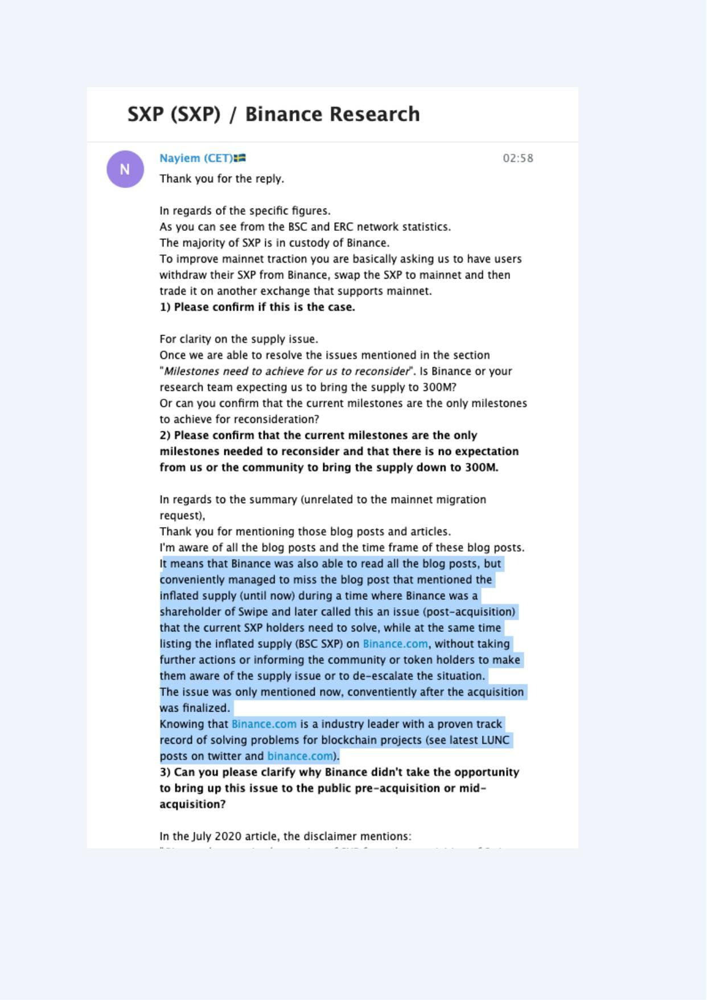 SXP (SXP) / Binance Research
Nayiem (CET)🇸🇪 02:58
N
Thank you for the reply.
In regards of the specific figures.
As you can see from the BSC and ERC network statistics.
The majority of SXP is in custody of Binance.
To improve mainnet traction you are basically asking us to have users
withdraw their SXP from Binance, swap the SXP to mainnet and then
trade it on another exchange that supports mainnet.
1) Please confirm if this is the case.
For clarity on the supply issue.
Once we are able to resolve the issues mentioned in the section
"Milestones need to achieve for us to reconsider". Is Binance or your
research team expecting us to bring the supply to 300M?
Or can you confirm that the current milestones are the only milestones
to achieve for reconsideration?
2) Please confirm that the current milestones are the only
milestones needed to reconsider and that there is no expectation
from us or the community to bring the supply down to 300M.
In regards to the summary (unrelated to the mainnet migration
request),
Thank you for mentioning those blog posts and articles.
I'm aware of all the blog posts and the time frame of these blog posts.
It means that Binance was also able to read all the blog posts, but
conveniently managed to miss the blog post that mentioned the
inflated supply (until now) during a time where Binance was a
shareholder of Swipe and later called this an issue (post-acquisition)
that the current SXP holders need to solve, while at the same time
listing the inflated supply (BSC SXP) on Binance.com, without taking
further actions or informing the community or token holders to make
them aware of the supply issue or to de-escalate the situation.
The issue was only mentioned now, conventiently after the acquisition
was finalized.
Knowing that Binance.com is a industry leader with a proven track
record of solving problems for blockchain projects (see latest LUNC
posts on twitter and binance.com).
3) Can you please clarify why Binance didn't take the opportunity
to bring up this issue to the public pre-acquisition or mid-
acquisition?
In the July 2020 article, the disclaimer mentions: